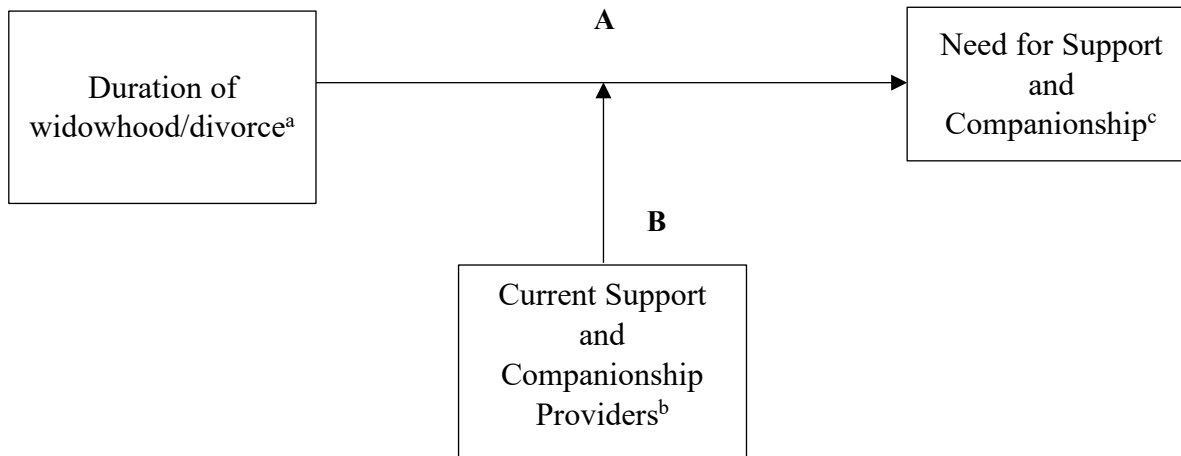 A
Duration of
widowhood/divorceᵃ
Need for Support
and
Companionshipᶜ
B
Current Support
and
Companionship
Providersᵇ